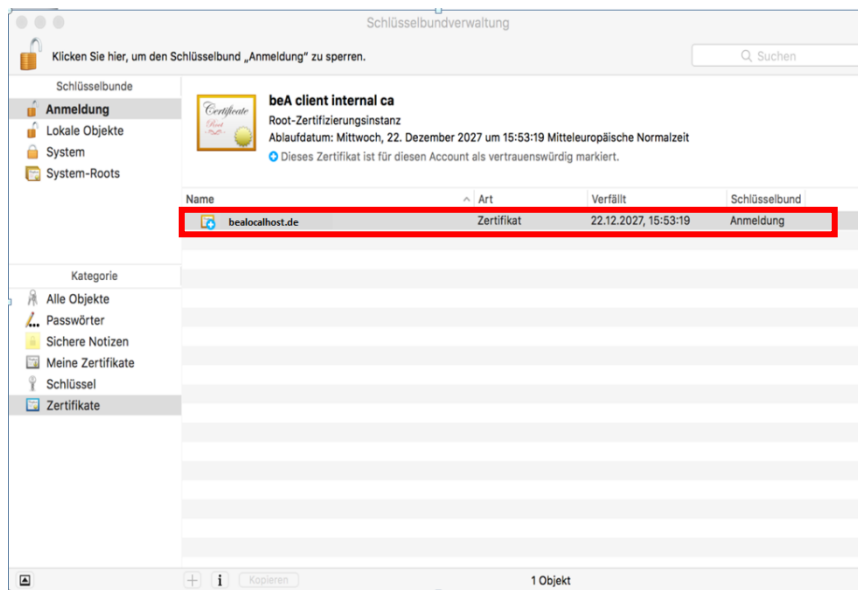 Schlüsselbundverwaltung
Klicken Sie hier, um den Schlüsselbund „Anmeldung" zu sperren.
Suchen
Schlüsselbunde
Anmeldung
Lokale Objekte
System
System-Roots
Certificate
Root
beA client internal ca
Root-Zertifizierungsinstanz
Ablaufdatum: Mittwoch, 22. Dezember 2027 um 15:53:19 Mitteleuropäische Normalzeit
Dieses Zertifikat ist für diesen Account als vertrauenswürdig markiert.
Name Art Verfällt Schlüsselbund
bealocalhost.de Zertifikat 22.12.2027, 15:53:19 Anmeldung
Kategorie
Alle Objekte
Passwörter
Sichere Notizen
Meine Zertifikate
Schlüssel
Zertifikate
Kopieren
1 Objekt